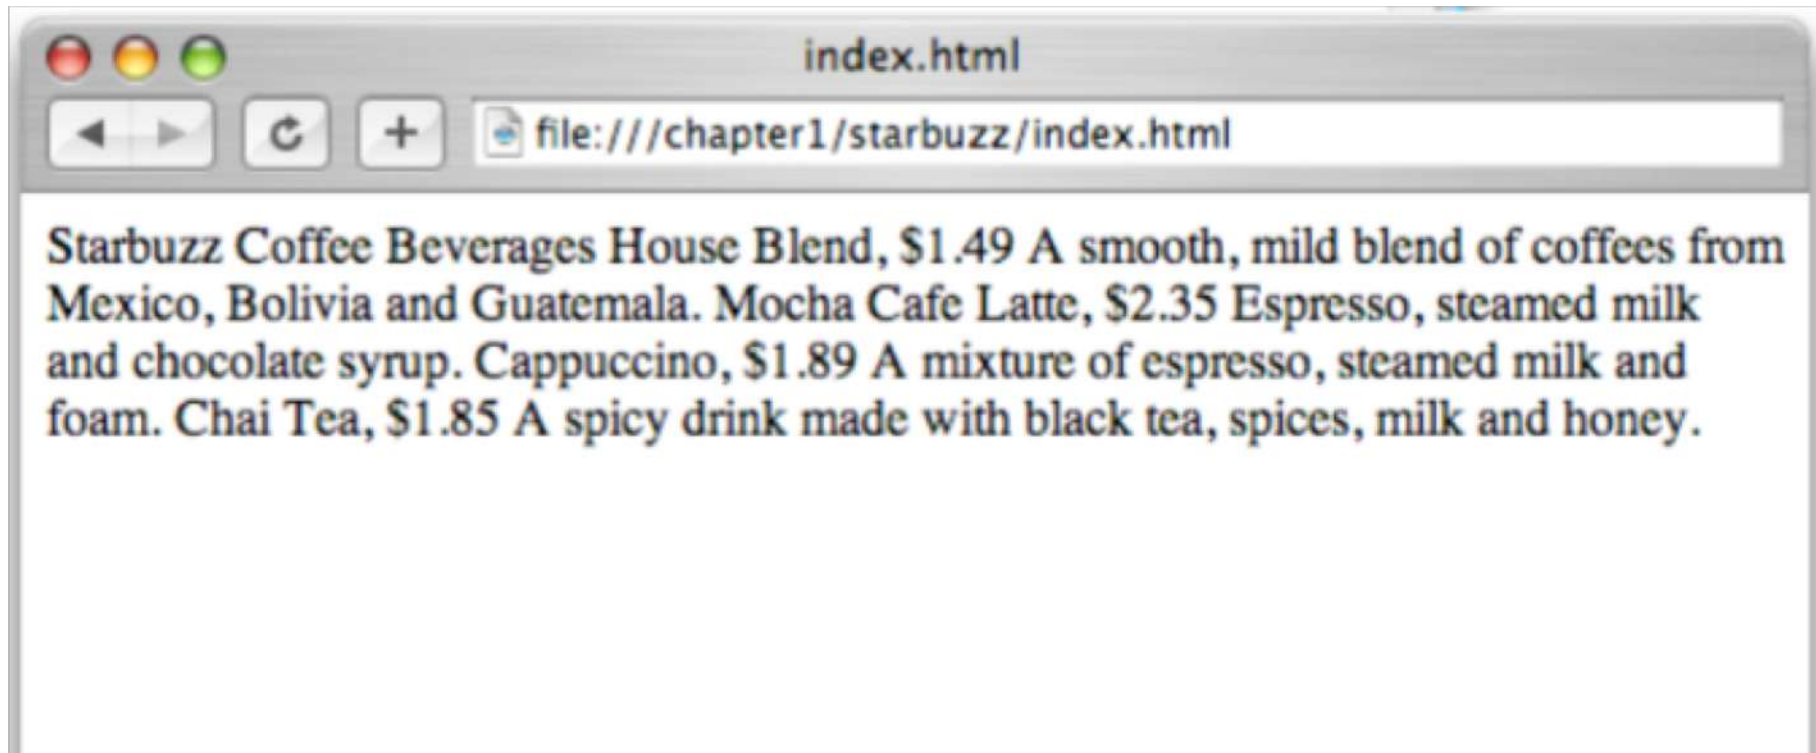 index.html
file:///chapter1/starbuzz/index.html
Starbuzz Coffee Beverages House Blend, $1.49 A smooth, mild blend of coffees from
Mexico, Bolivia and Guatemala. Mocha Cafe Latte, $2.35 Espresso, steamed milk
and chocolate syrup. Cappuccino, $1.89 A mixture of espresso, steamed milk and
foam. Chai Tea, $1.85 A spicy drink made with black tea, spices, milk and honey.